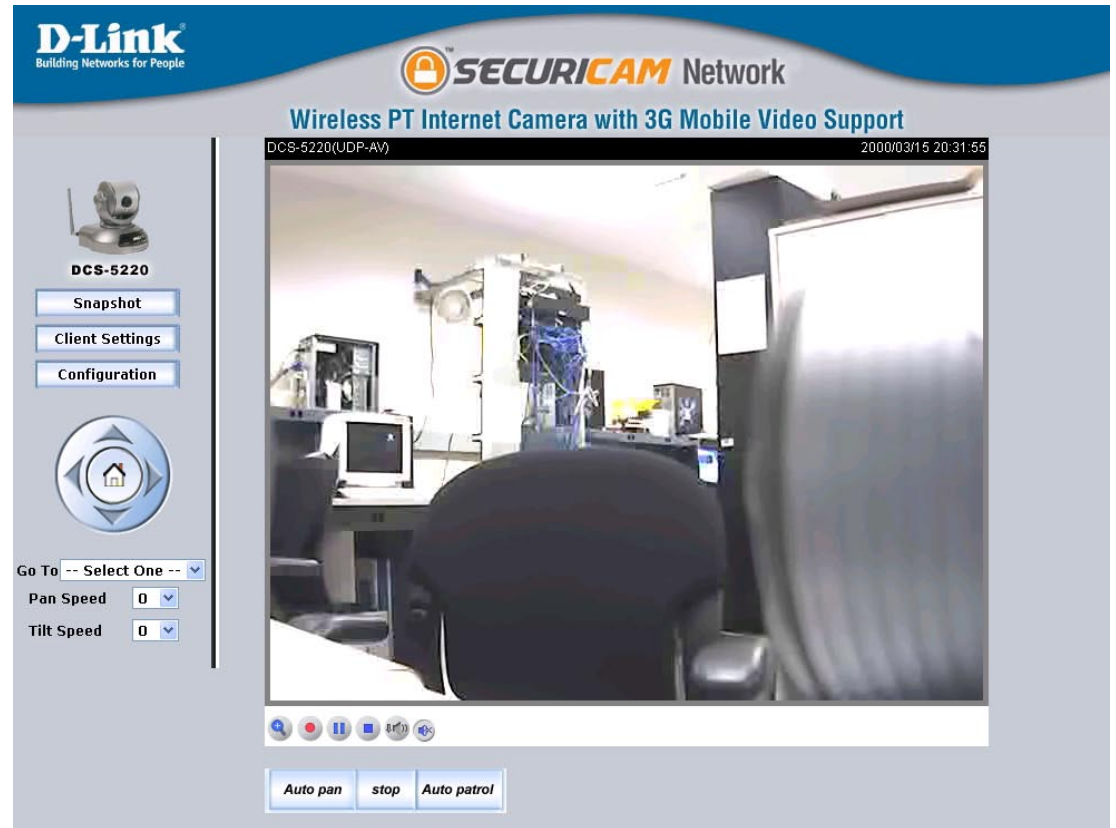 D-Link®
Building Networks for People
SECURICAM™ Network
Wireless PT Internet Camera with 3G Mobile Video Support
DCS-5220(UDP-AV) 2000/03/15 20:31:55
DCS-5220
Snapshot
Client Settings
Configuration
Go To -- Select One --
Pan Speed 0
Tilt Speed 0
Auto pan stop Auto patrol